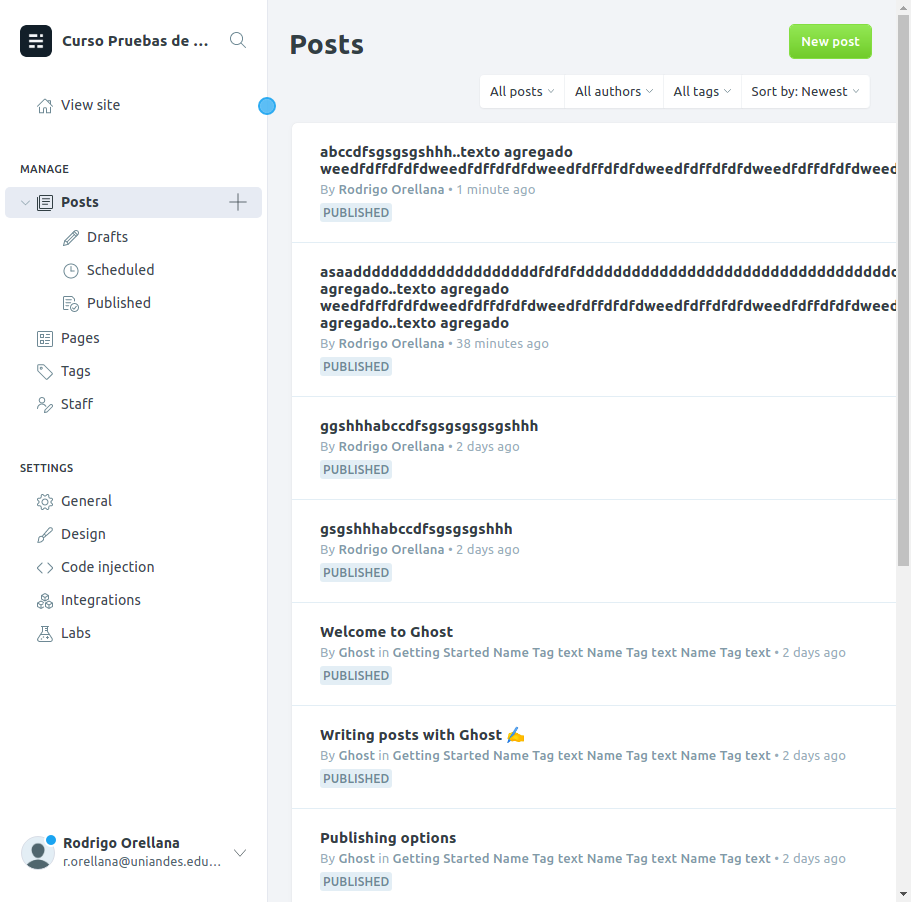 Curso Pruebas de ...
View site
MANAGE
Posts
Drafts
Scheduled
Published
Pages
Tags
Staff
SETTINGS
General
Design
Code injection
Integrations
Labs
Rodrigo Orellana
r.orellana@uniandes.edu...
Posts
New post
All posts
All authors
All tags
Sort by: Newest
abccdfsgsgsgshhh..texto agregado
weedfdffdfdfdweedfdffdfdfdweedfdffdfdfdweedfdffdfdfdweedfdffdfdfdweed
By Rodrigo Orellana • 1 minute ago
PUBLISHED
agregado..texto agregado
weedfdffdfdfdweedfdffdfdfdweedfdffdfdfdweedfdffdfdfdweedfdffdfdfdweed
agregado..texto agregado
By Rodrigo Orellana • 38 minutes ago
PUBLISHED
ggshhhabccdfsgsgsgsgsgshhh
By Rodrigo Orellana • 2 days ago
PUBLISHED
gsgshhhabccdfsgsgsgshhh
By Rodrigo Orellana • 2 days ago
PUBLISHED
Welcome to Ghost
By Ghost in Getting Started Name Tag text Name Tag text Name Tag text • 2 days ago
PUBLISHED
Writing posts with Ghost ✍️
By Ghost in Getting Started Name Tag text Name Tag text Name Tag text • 2 days ago
PUBLISHED
Publishing options
By Ghost in Getting Started Name Tag text Name Tag text Name Tag text • 2 days ago
PUBLISHED